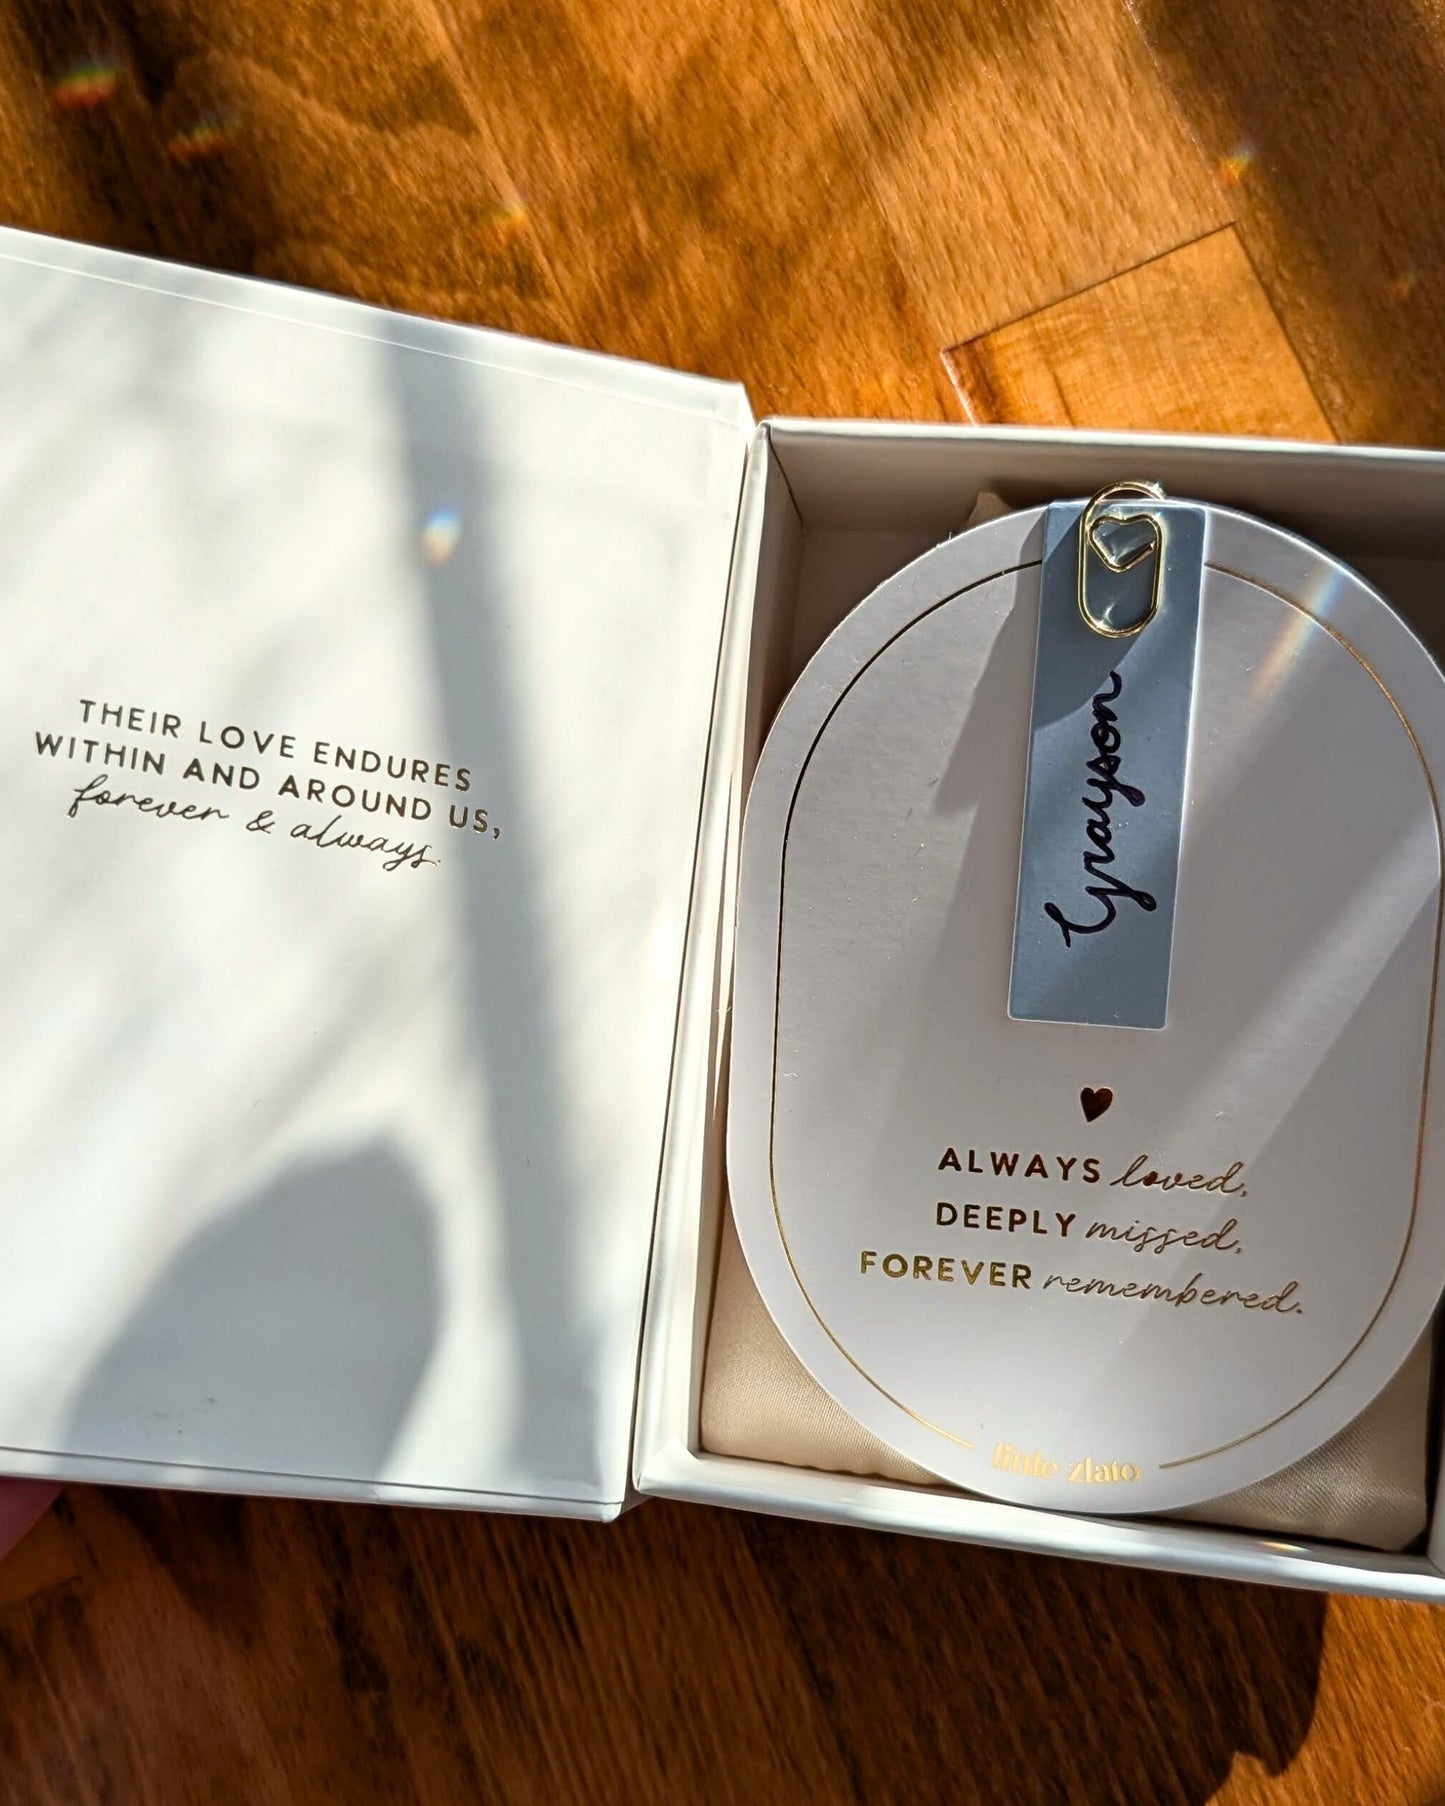 THEIR LOVE ENDURES
WITHIN AND AROUND US,
forever & always.
Grayson
ALWAYS loved,
DEEPLY missed,
FOREVER remembered.
little zlato